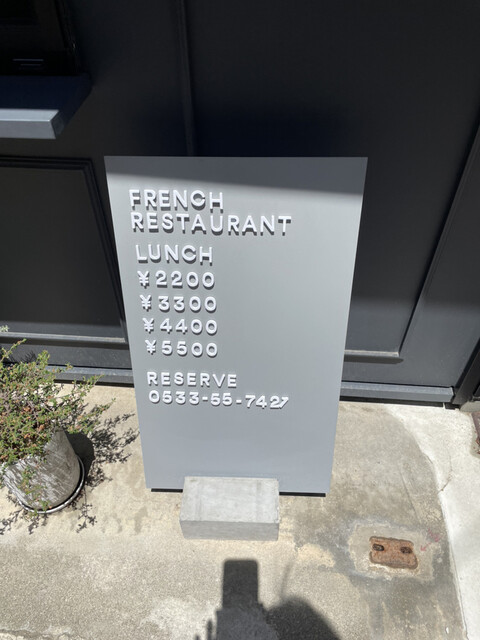 FRENCH
RESTAURANT
LUNCH
¥2200
¥3300
¥4400
¥5500
RESERVE
0533-55-7427